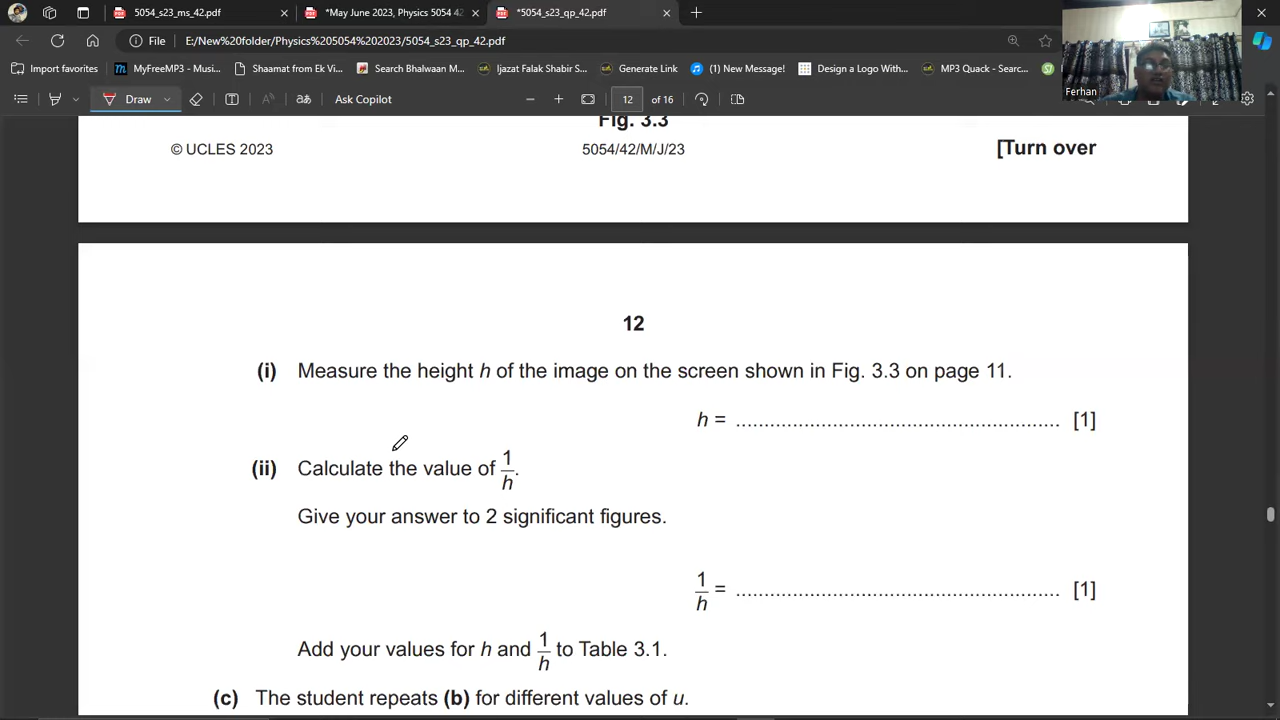 5054_s23_ms_42.pdf
*May June 2023, Physics 5054 42
*5054_s23_qp_42.pdf
File
E:/New%20folder/Physics%205054%202023/5054_s23_qp_42.pdf
Import favorites
MyFreeMP3 - Musi...
Shaamat from Ek Vi...
Search Bhalwaan M...
Ijazat Falak Shabir S...
Generate Link
(1) New Message!
Design a Logo With...
MP3 Quack - Searc...
Ferhan
Draw
Ask Copilot
12 of 16
Fig. 3.3
© UCLES 2023
5054/42/M/J/23
[Turn over
12
(i) Measure the height h of the image on the screen shown in Fig. 3.3 on page 11.
h = ........................................................ [1]
(ii) Calculate the value of 1/h.
Give your answer to 2 significant figures.
1/h = ........................................................ [1]
Add your values for h and 1/h to Table 3.1.
(c) The student repeats (b) for different values of u.